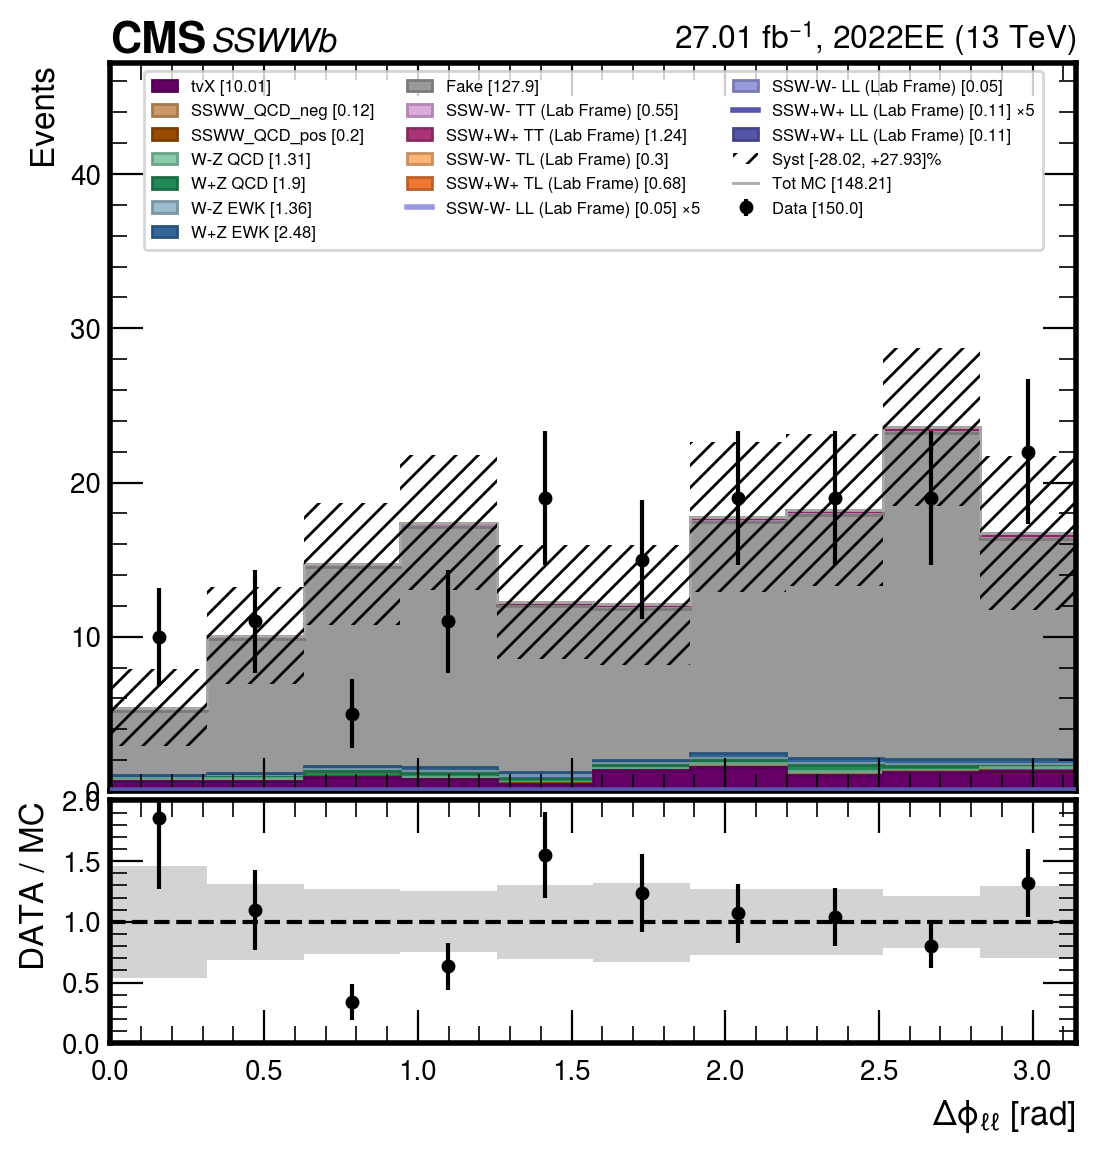 CMS SSWWb 27.01 fb⁻¹, 2022EE (13 TeV)
Events
tvX [10.01]
SSWW_QCD_neg [0.12]
SSWW_QCD_pos [0.2]
W-Z QCD [1.31]
W+Z QCD [1.9]
W-Z EWK [1.36]
W+Z EWK [2.48]
Fake [127.9]
SSW-W- TT (Lab Frame) [0.55]
SSW+W+ TT (Lab Frame) [1.24]
SSW-W- TL (Lab Frame) [0.3]
SSW+W+ TL (Lab Frame) [0.68]
SSW-W- LL (Lab Frame) [0.05] ×5
SSW-W- LL (Lab Frame) [0.05]
SSW+W+ LL (Lab Frame) [0.11] ×5
SSW+W+ LL (Lab Frame) [0.11]
Syst [-28.02, +27.93]%
Tot MC [148.21]
Data [150.0]
40
30
20
10
0
DATA / MC
2.0
1.5
1.0
0.5
0.0
0.0 0.5 1.0 1.5 2.0 2.5 3.0
Δϕℓℓ [rad]